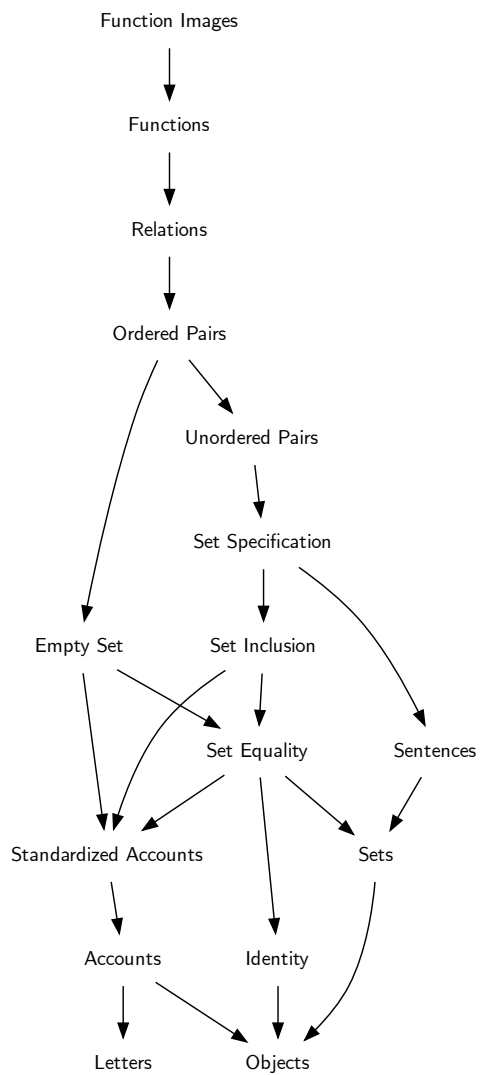 Function Images
Functions
Relations
Ordered Pairs
Unordered Pairs
Set Specification
Empty Set
Set Inclusion
Set Equality
Sentences
Standardized Accounts
Sets
Accounts
Identity
Letters
Objects